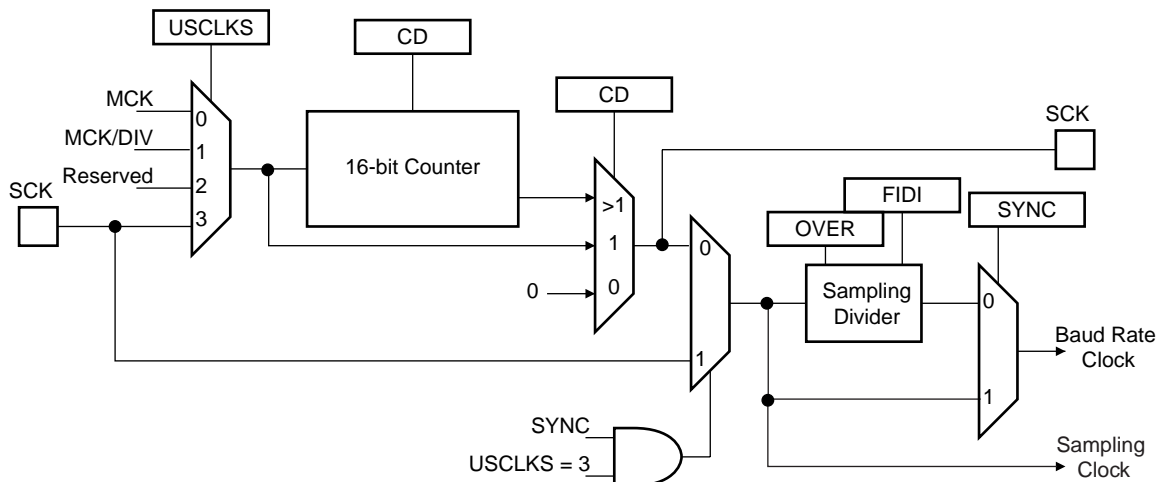 USCLKS
CD
CD
MCK
MCK/DIV
Reserved
SCK
0
1
2
3
16-bit Counter
>1
1
0
0
SCK
0
1
FIDI
OVER
SYNC
Sampling
Divider
0
1
Baud Rate
Clock
Sampling
Clock
SYNC
USCLKS = 3